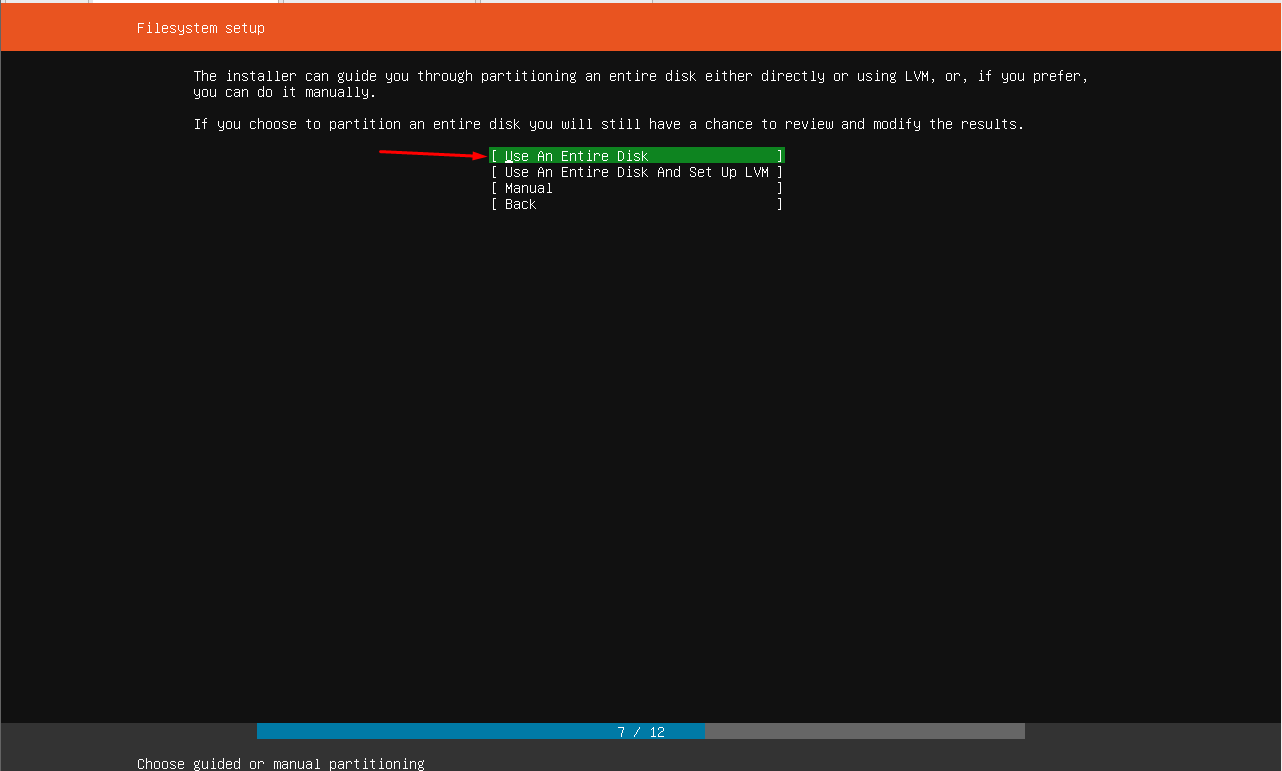 Filesystem setup
The installer can guide you through partitioning an entire disk either directly or using LVM, or, if you prefer,
you can do it manually.
If you choose to partition an entire disk you will still have a chance to review and modify the results.
[ Use An Entire Disk ]
[ Use An Entire Disk And Set Up LVM ]
[ Manual ]
[ Back ]
7 / 12
Choose guided or manual partitioning